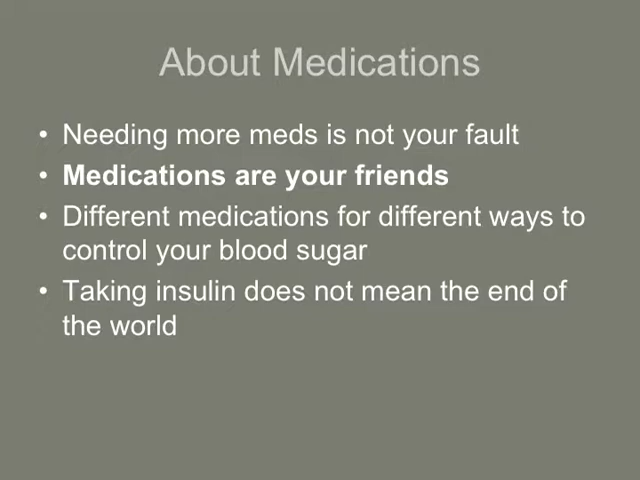 About Medications
• Needing more meds is not your fault
• Medications are your friends
• Different medications for different ways to
control your blood sugar
• Taking insulin does not mean the end of
the world